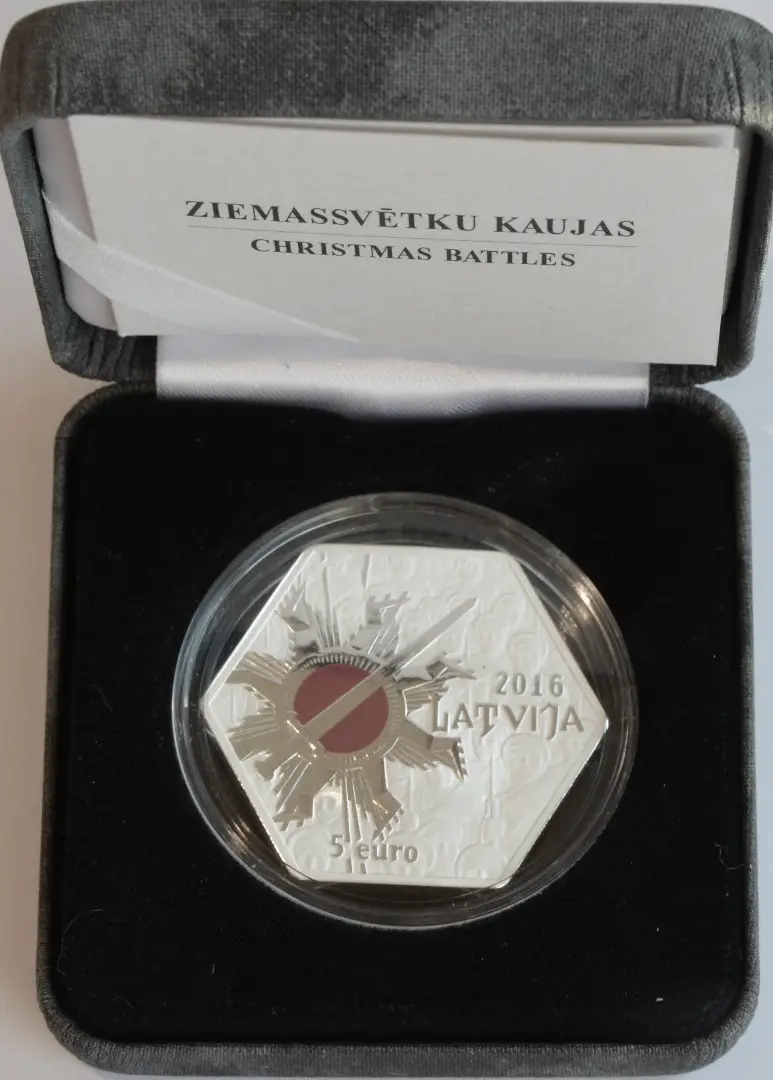 ZIEMASSVĒTKU KAUJAS
CHRISTMAS BATTLES
2016
LATVIJA
5 euro